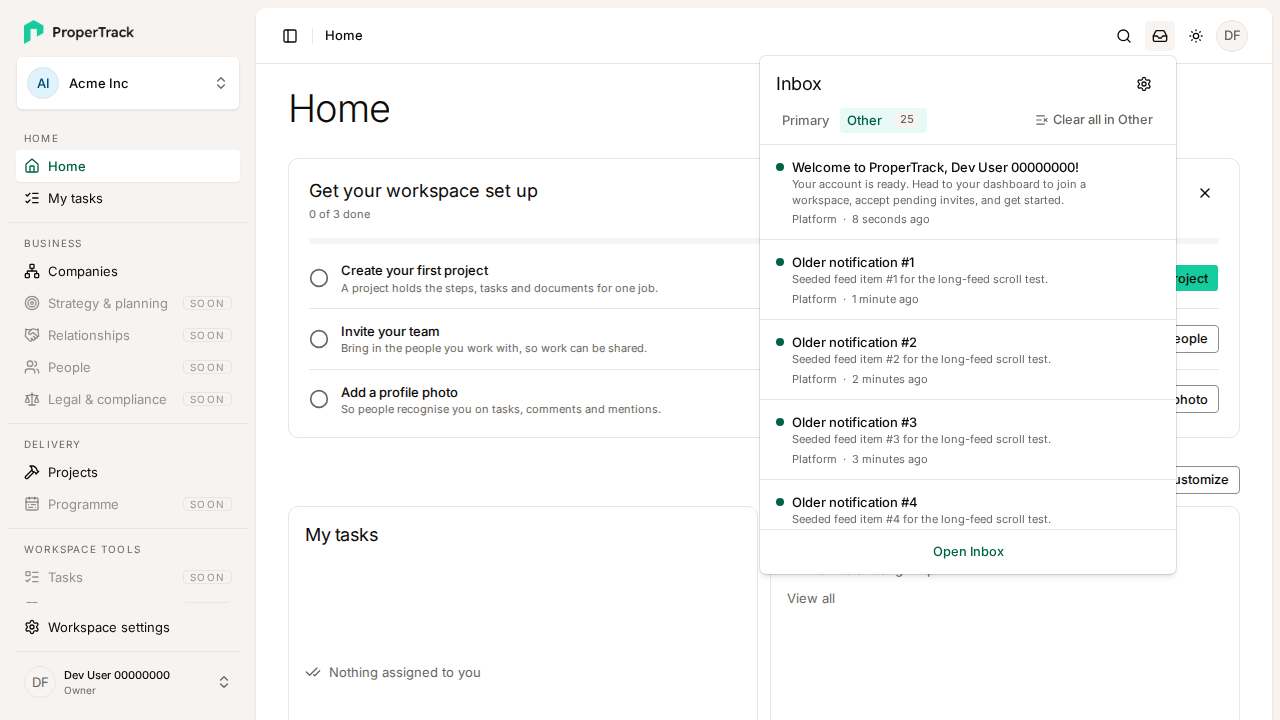 ProperTrack
AI
Acme Inc
HOME
Home
My tasks
BUSINESS
Companies
Strategy & planning SOON
Relationships SOON
People SOON
Legal & compliance SOON
DELIVERY
Projects
Programme SOON
WORKSPACE TOOLS
Tasks SOON
Workspace settings
DF
Dev User 00000000
Owner
Home
DF
Home
Get your workspace set up
0 of 3 done
Create your first project
A project holds the steps, tasks and documents for one job.
Invite your team
Bring in the people you work with, so work can be shared.
Add a profile photo
So people recognise you on tasks, comments and mentions.
My tasks
Nothing assigned to you
Inbox
Primary Other 25 Clear all in Other
Welcome to ProperTrack, Dev User 00000000!
Your account is ready. Head to your dashboard to join a
workspace, accept pending invites, and get started.
Platform · 8 seconds ago
Older notification #1
Seeded feed item #1 for the long-feed scroll test.
Platform · 1 minute ago
Older notification #2
Seeded feed item #2 for the long-feed scroll test.
Platform · 2 minutes ago
Older notification #3
Seeded feed item #3 for the long-feed scroll test.
Platform · 3 minutes ago
Older notification #4
Seeded feed item #4 for the long-feed scroll test.
Open Inbox
photo
View all